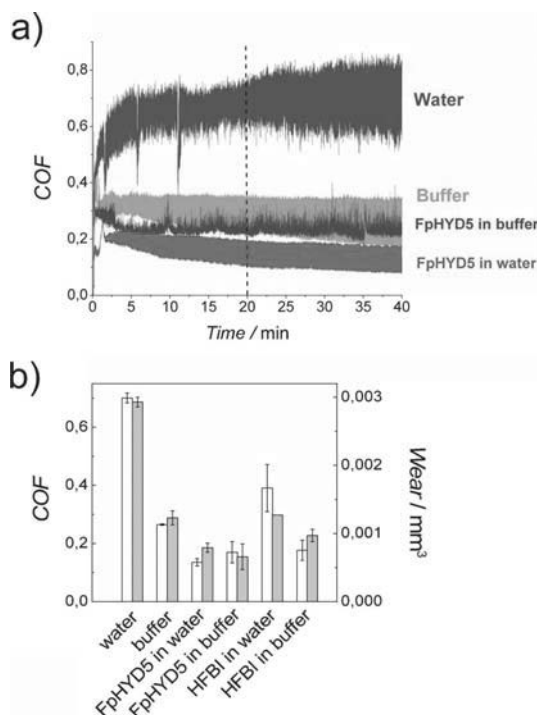 a)
COF
0,8
0,6
0,4
0,2
0,0
Water
Buffer
FpHYD5 in buffer
FpHYD5 in water
0 5 10 15 20 25 30 35 40
Time / min
b)
COF
0,6
0,4
0,2
0,0
Wear / mm³
0,003
0,002
0,001
0,000
water
buffer
FpHYD5 in water
FpHYD5 in buffer
HFBI in water
HFBI in buffer